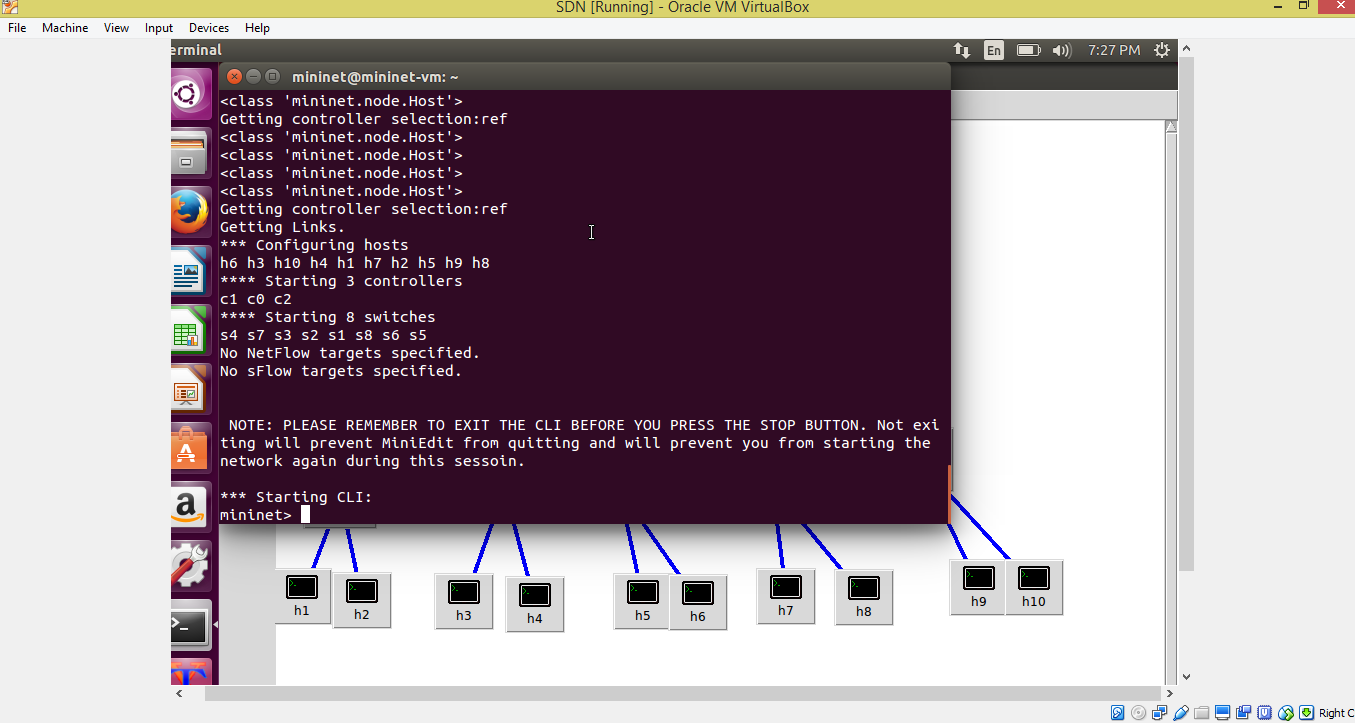 SDN [Running] - Oracle VM VirtualBox
File Machine View Input Devices Help
erminal
En
7:27 PM
mininet@mininet-vm: ~
<class 'mininet.node.Host'>
Getting controller selection:ref
<class 'mininet.node.Host'>
<class 'mininet.node.Host'>
<class 'mininet.node.Host'>
<class 'mininet.node.Host'>
Getting controller selection:ref
Getting Links.
*** Configuring hosts
h6 h3 h10 h4 h1 h7 h2 h5 h9 h8
**** Starting 3 controllers
c1 c0 c2
**** Starting 8 switches
s4 s7 s3 s2 s1 s8 s6 s5
No NetFlow targets specified.
No sFlow targets specified.
NOTE: PLEASE REMEMBER TO EXIT THE CLI BEFORE YOU PRESS THE STOP BUTTON. Not exi
ting will prevent MiniEdit from quitting and will prevent you from starting the
network again during this sessoin.
*** Starting CLI:
mininet>
h1 h2 h3 h4 h5 h6 h7 h8 h9 h10
Right C